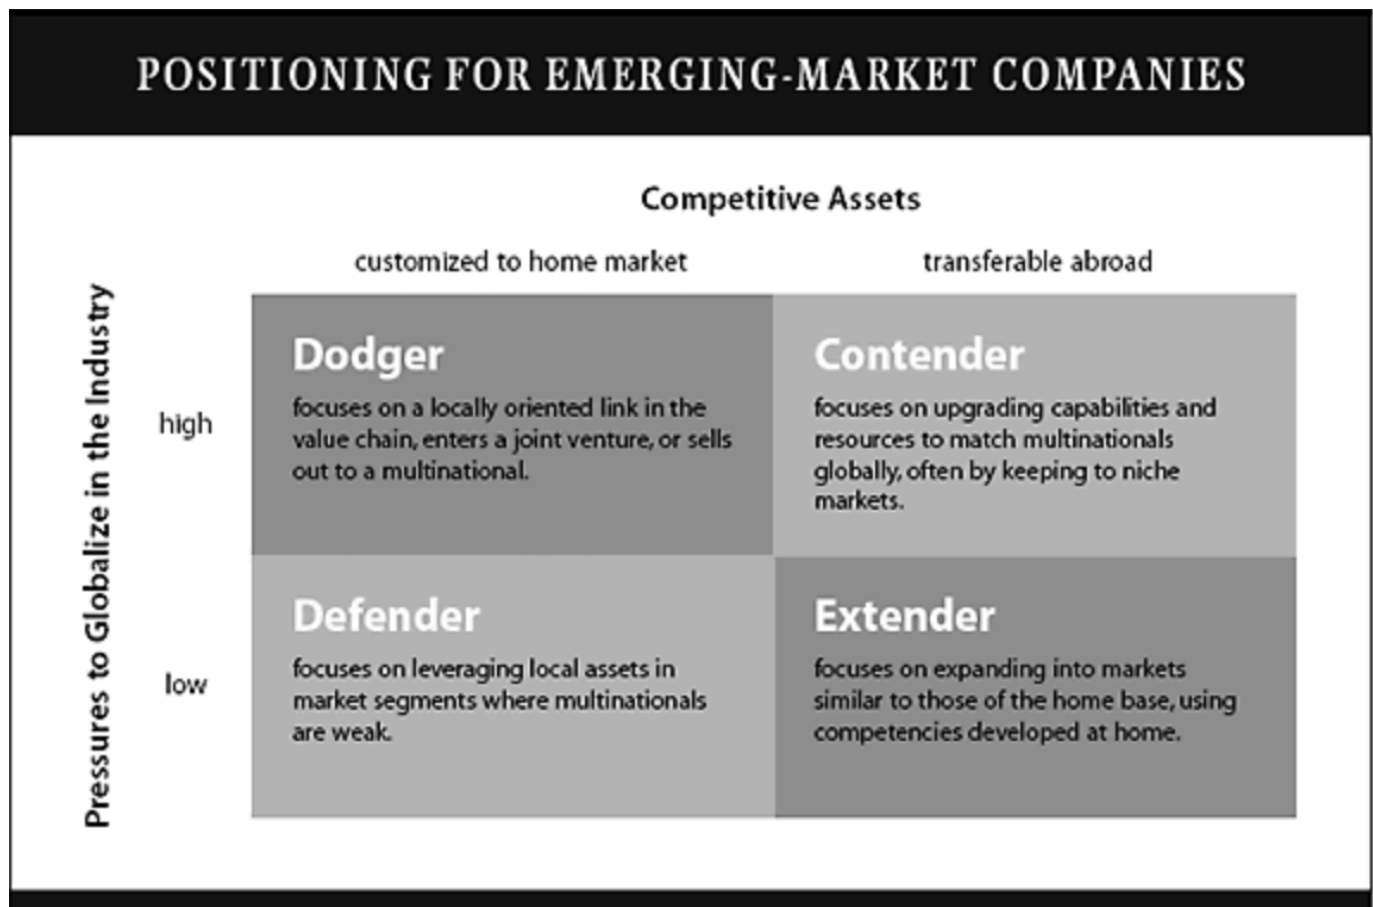 POSITIONING FOR EMERGING-MARKET COMPANIES
Competitive Assets
customized to home market
transferable abroad
Pressures to Globalize in the Industry
high
Dodger
focuses on a locally oriented link in the
value chain, enters a joint venture, or sells
out to a multinational.
Contender
focuses on upgrading capabilities and
resources to match multinationals
globally, often by keeping to niche
markets.
low
Defender
focuses on leveraging local assets in
market segments where multinationals
are weak.
Extender
focuses on expanding into markets
similar to those of the home base, using
competencies developed at home.